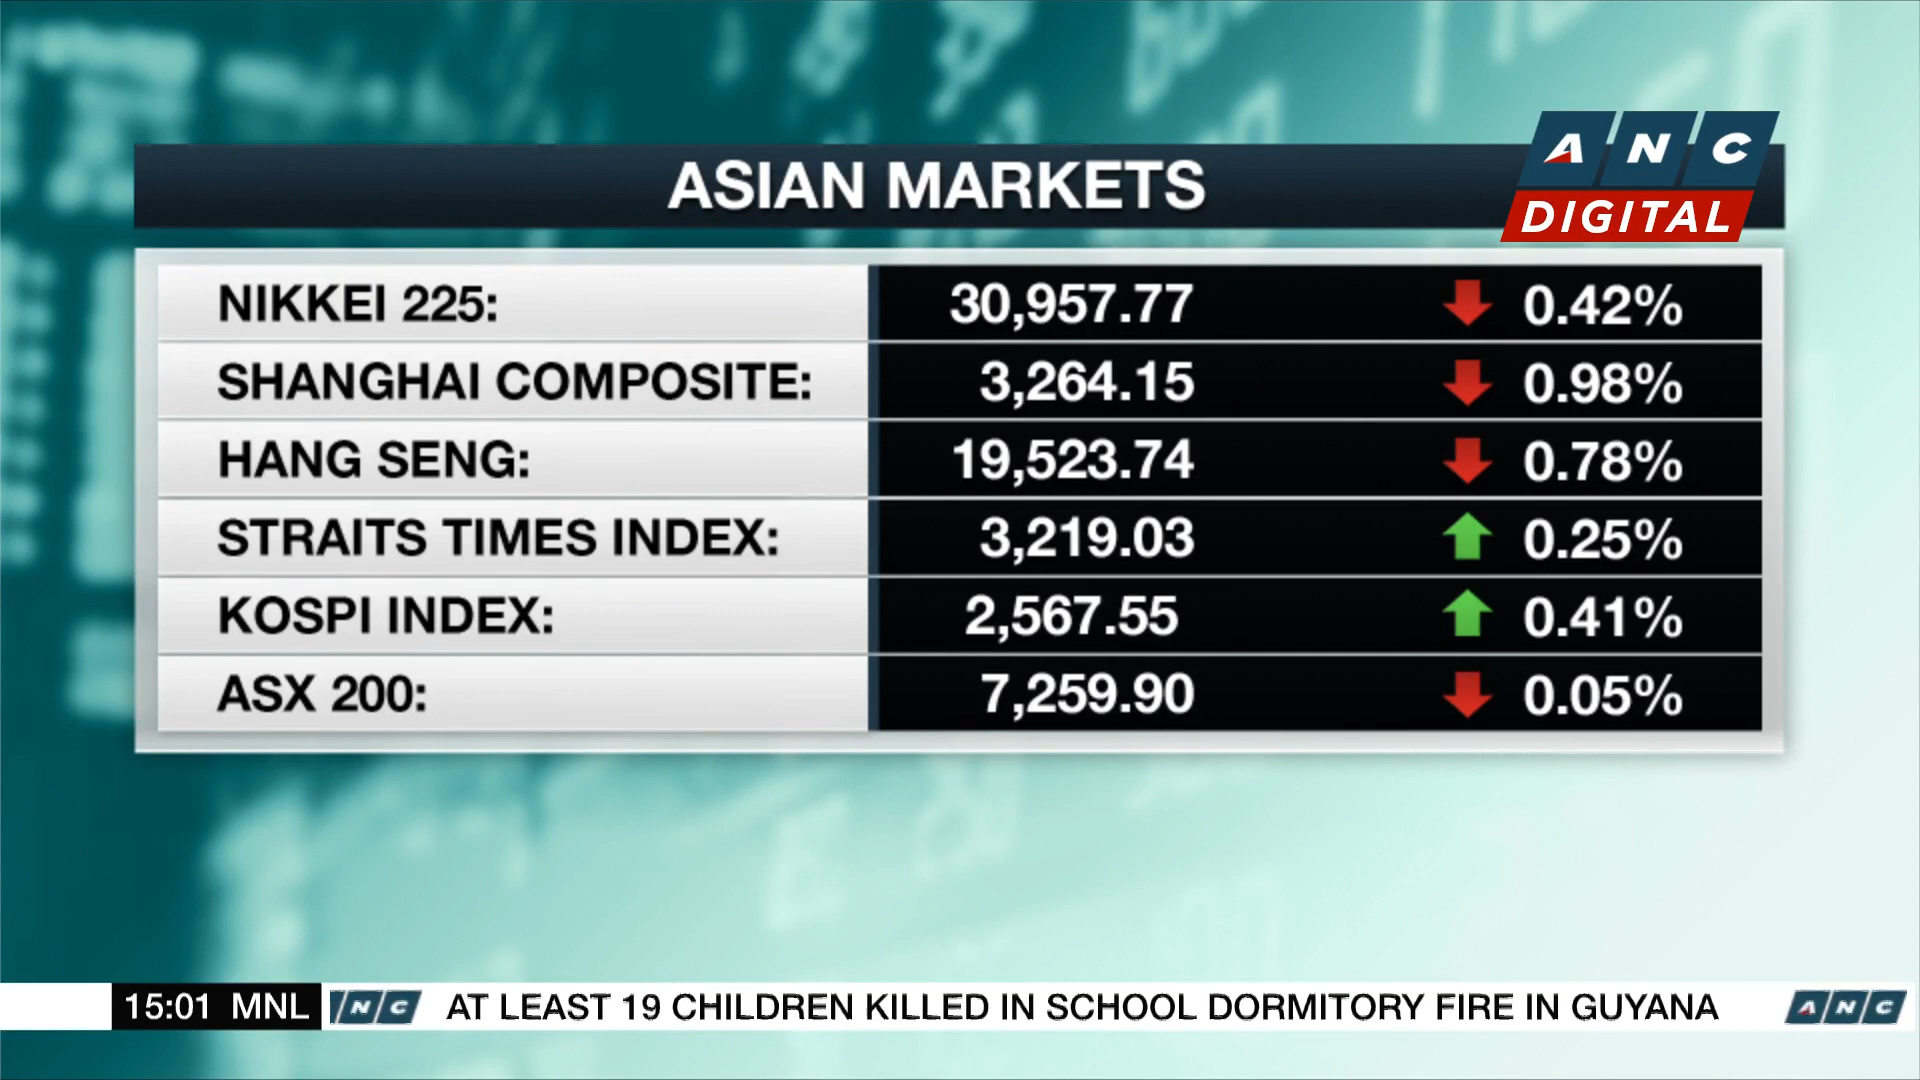 ASIAN MARKETS
ANC
DIGITAL
NIKKEI 225: 30,957.77 0.42%
SHANGHAI COMPOSITE: 3,264.15 0.98%
HANG SENG: 19,523.74 0.78%
STRAITS TIMES INDEX: 3,219.03 0.25%
KOSPI INDEX: 2,567.55 0.41%
ASX 200: 7,259.90 0.05%
15:01 MNL NC AT LEAST 19 CHILDREN KILLED IN SCHOOL DORMITORY FIRE IN GUYANA ANC